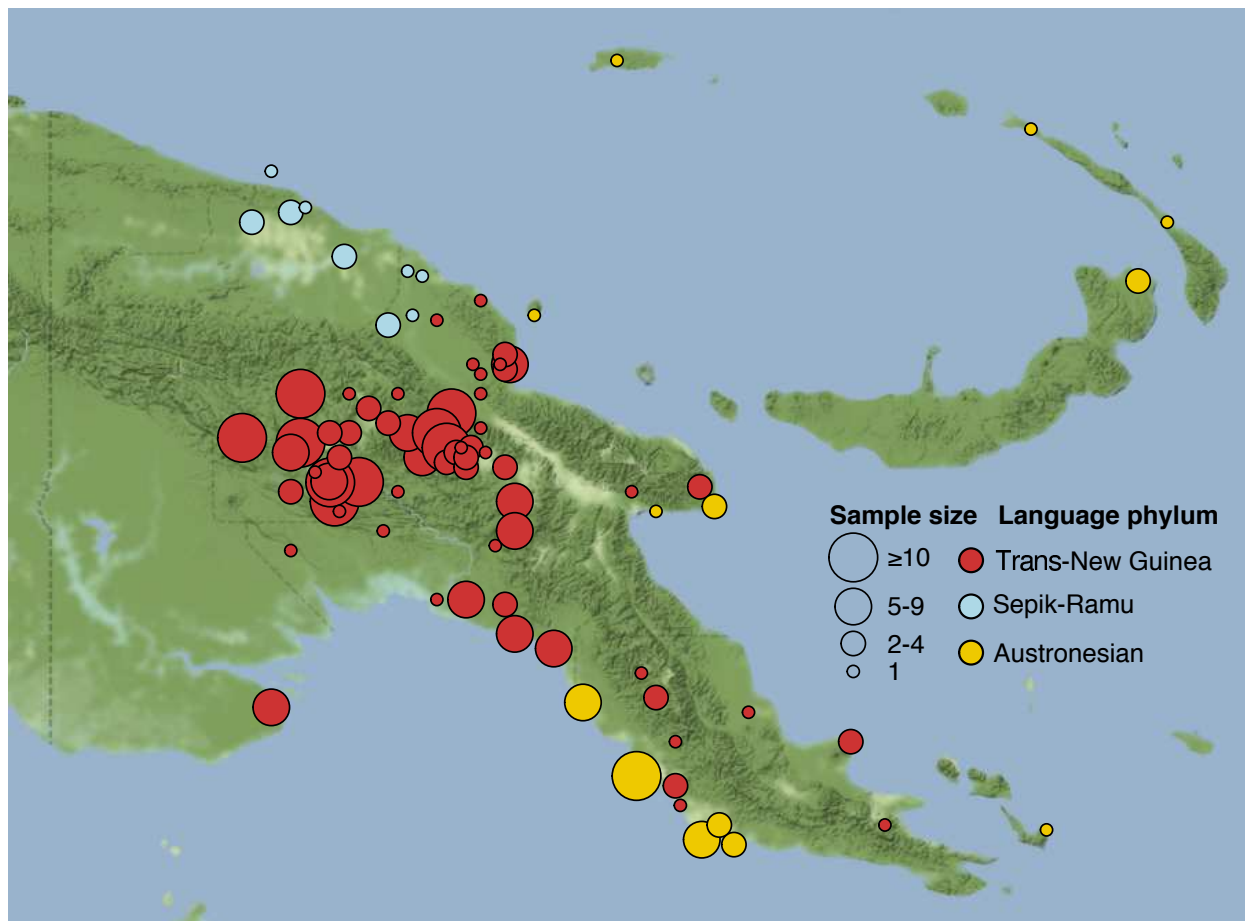 Sample size Language phylum
≥10 Trans-New Guinea
5-9 Sepik-Ramu
2-4 Austronesian
1